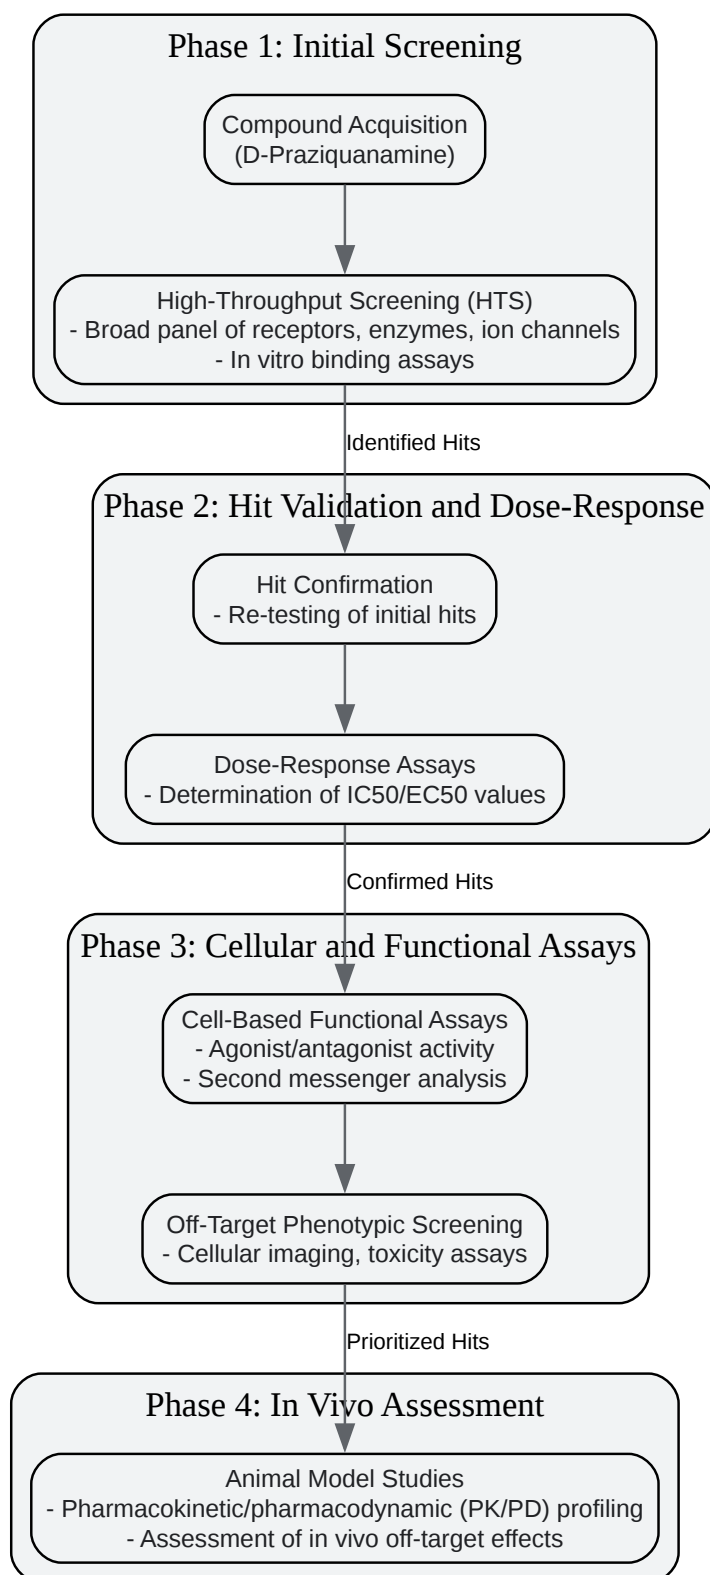 Phase 1: Initial Screening
Compound Acquisition
(D-Praziquanamine)
High-Throughput Screening (HTS)
- Broad panel of receptors, enzymes, ion channels
- In vitro binding assays
Identified Hits
Phase 2: Hit Validation and Dose-Response
Hit Confirmation
- Re-testing of initial hits
Dose-Response Assays
- Determination of IC50/EC50 values
Confirmed Hits
Phase 3: Cellular and Functional Assays
Cell-Based Functional Assays
- Agonist/antagonist activity
- Second messenger analysis
Off-Target Phenotypic Screening
- Cellular imaging, toxicity assays
Prioritized Hits
Phase 4: In Vivo Assessment
Animal Model Studies
- Pharmacokinetic/pharmacodynamic (PK/PD) profiling
- Assessment of in vivo off-target effects